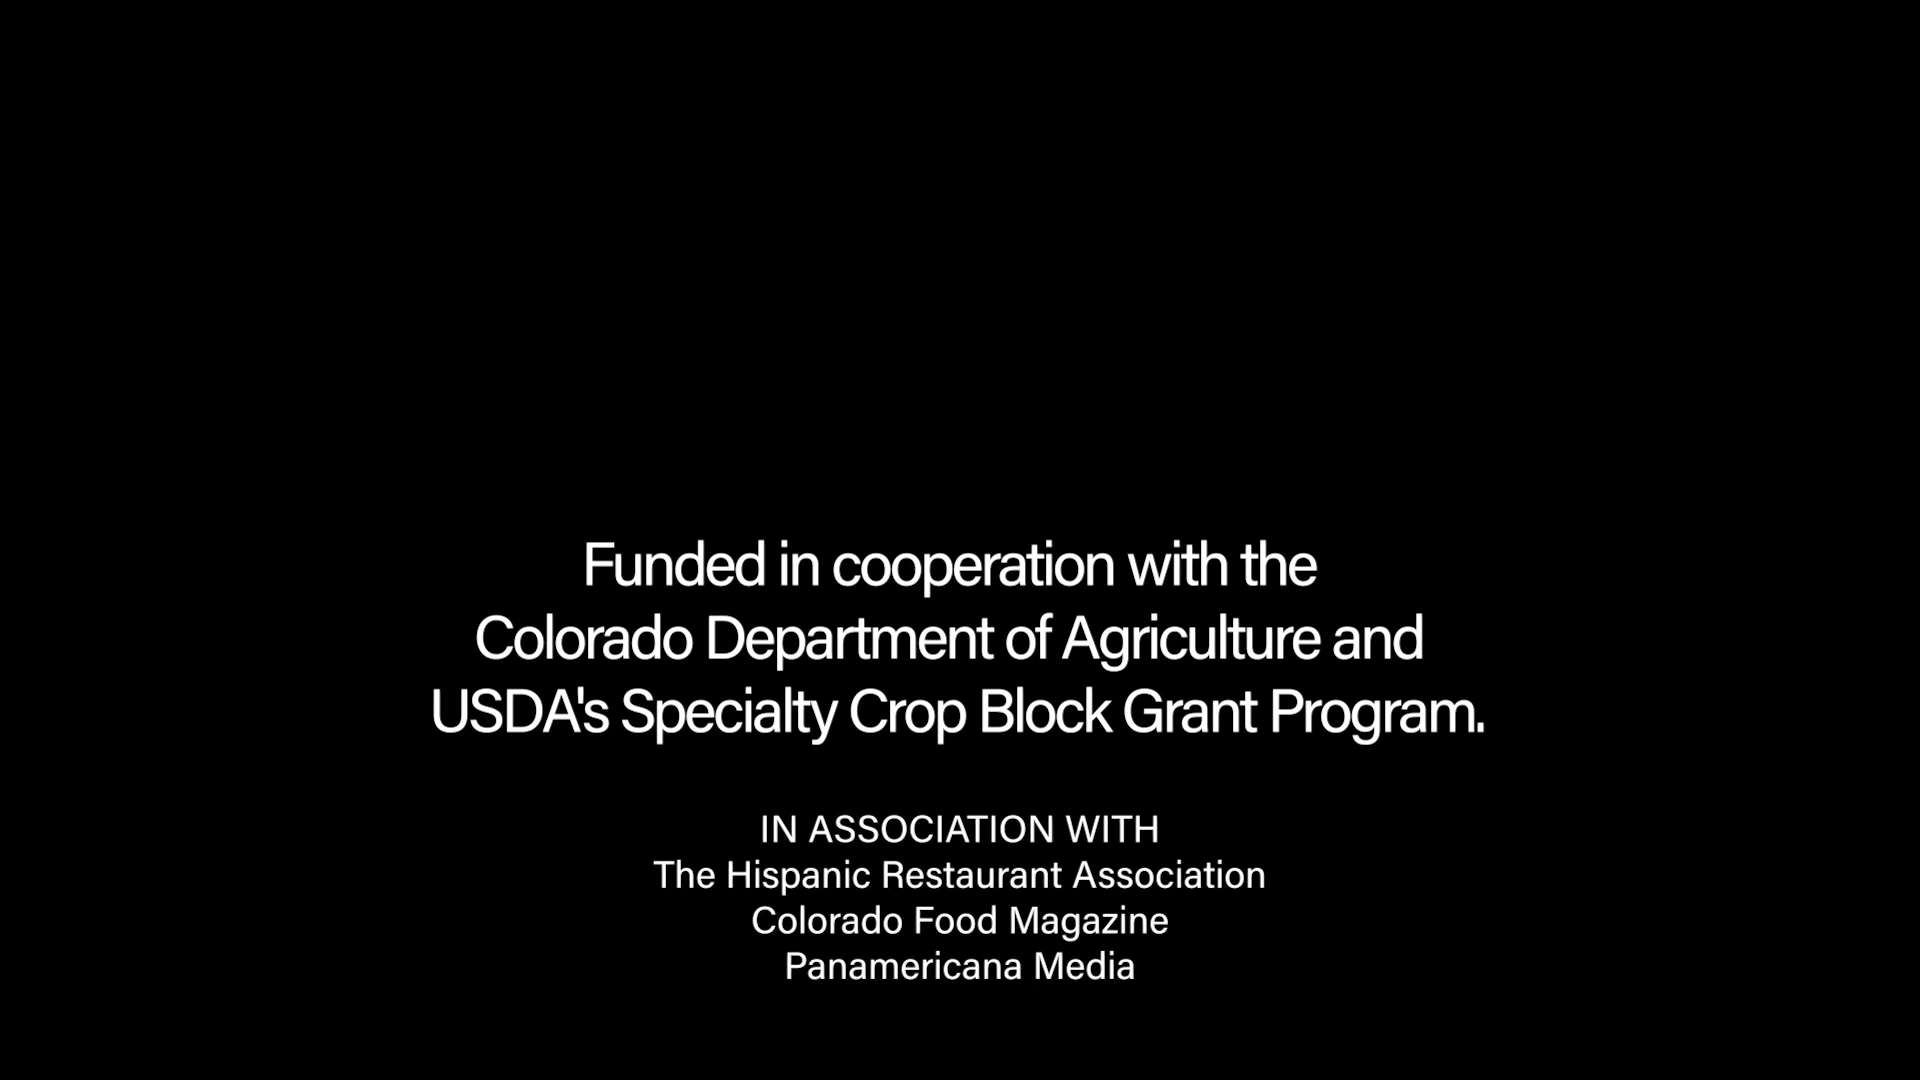 Funded in cooperation with the
Colorado Department of Agriculture and
USDA's Specialty Crop Block Grant Program.
IN ASSOCIATION WITH
The Hispanic Restaurant Association
Colorado Food Magazine
Panamericana Media